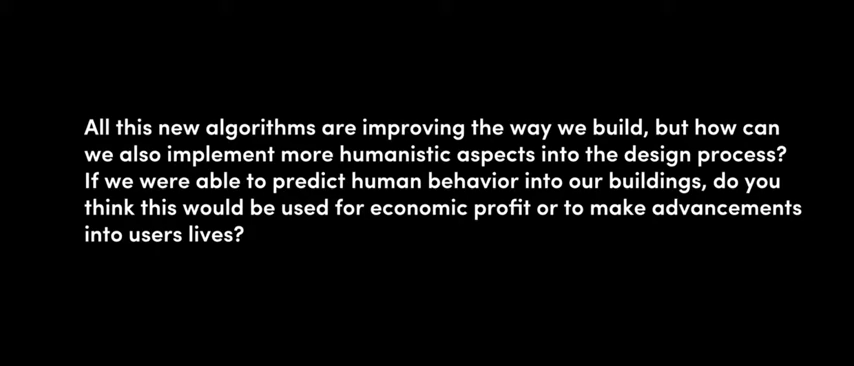 All this new algorithms are improving the way we build, but how can
we also implement more humanistic aspects into the design process?
If we were able to predict human behavior into our buildings, do you
think this would be used for economic profit or to make advancements
into users lives?